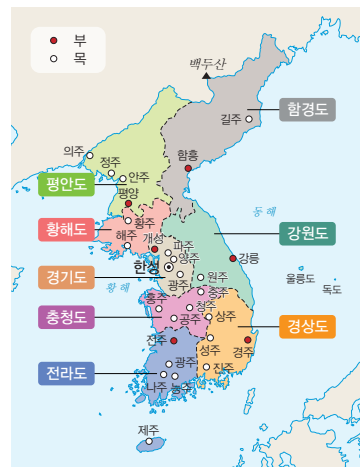 부
목
백두산
함경도
길주
의주
정주
안주
함흥
평안도
평양
동해
황해도
황주
해주
개성
파주
양주
강릉
강원도
한성
경기도
광주
원주
울릉도
독도
황해
충주
홍주
청주
충청도
공주
상주
경상도
전주
성주
경주
전라도
광주
진주
나주
능주
제주